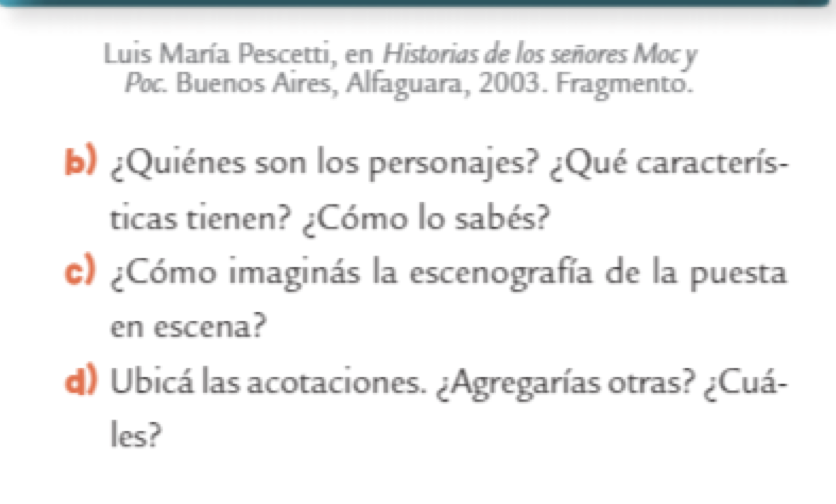 Luis María Pescetti, en Historias de los señores Moc y
Poc. Buenos Aires, Alfaguara, 2003. Fragmento.
b) ¿Quiénes son los personajes? ¿Qué caracterís-
ticas tienen? ¿Cómo lo sabés?
c) ¿Cómo imaginás la escenografía de la puesta
en escena?
d) Ubicá las acotaciones. ¿Agregarías otras? ¿Cuá-
les?